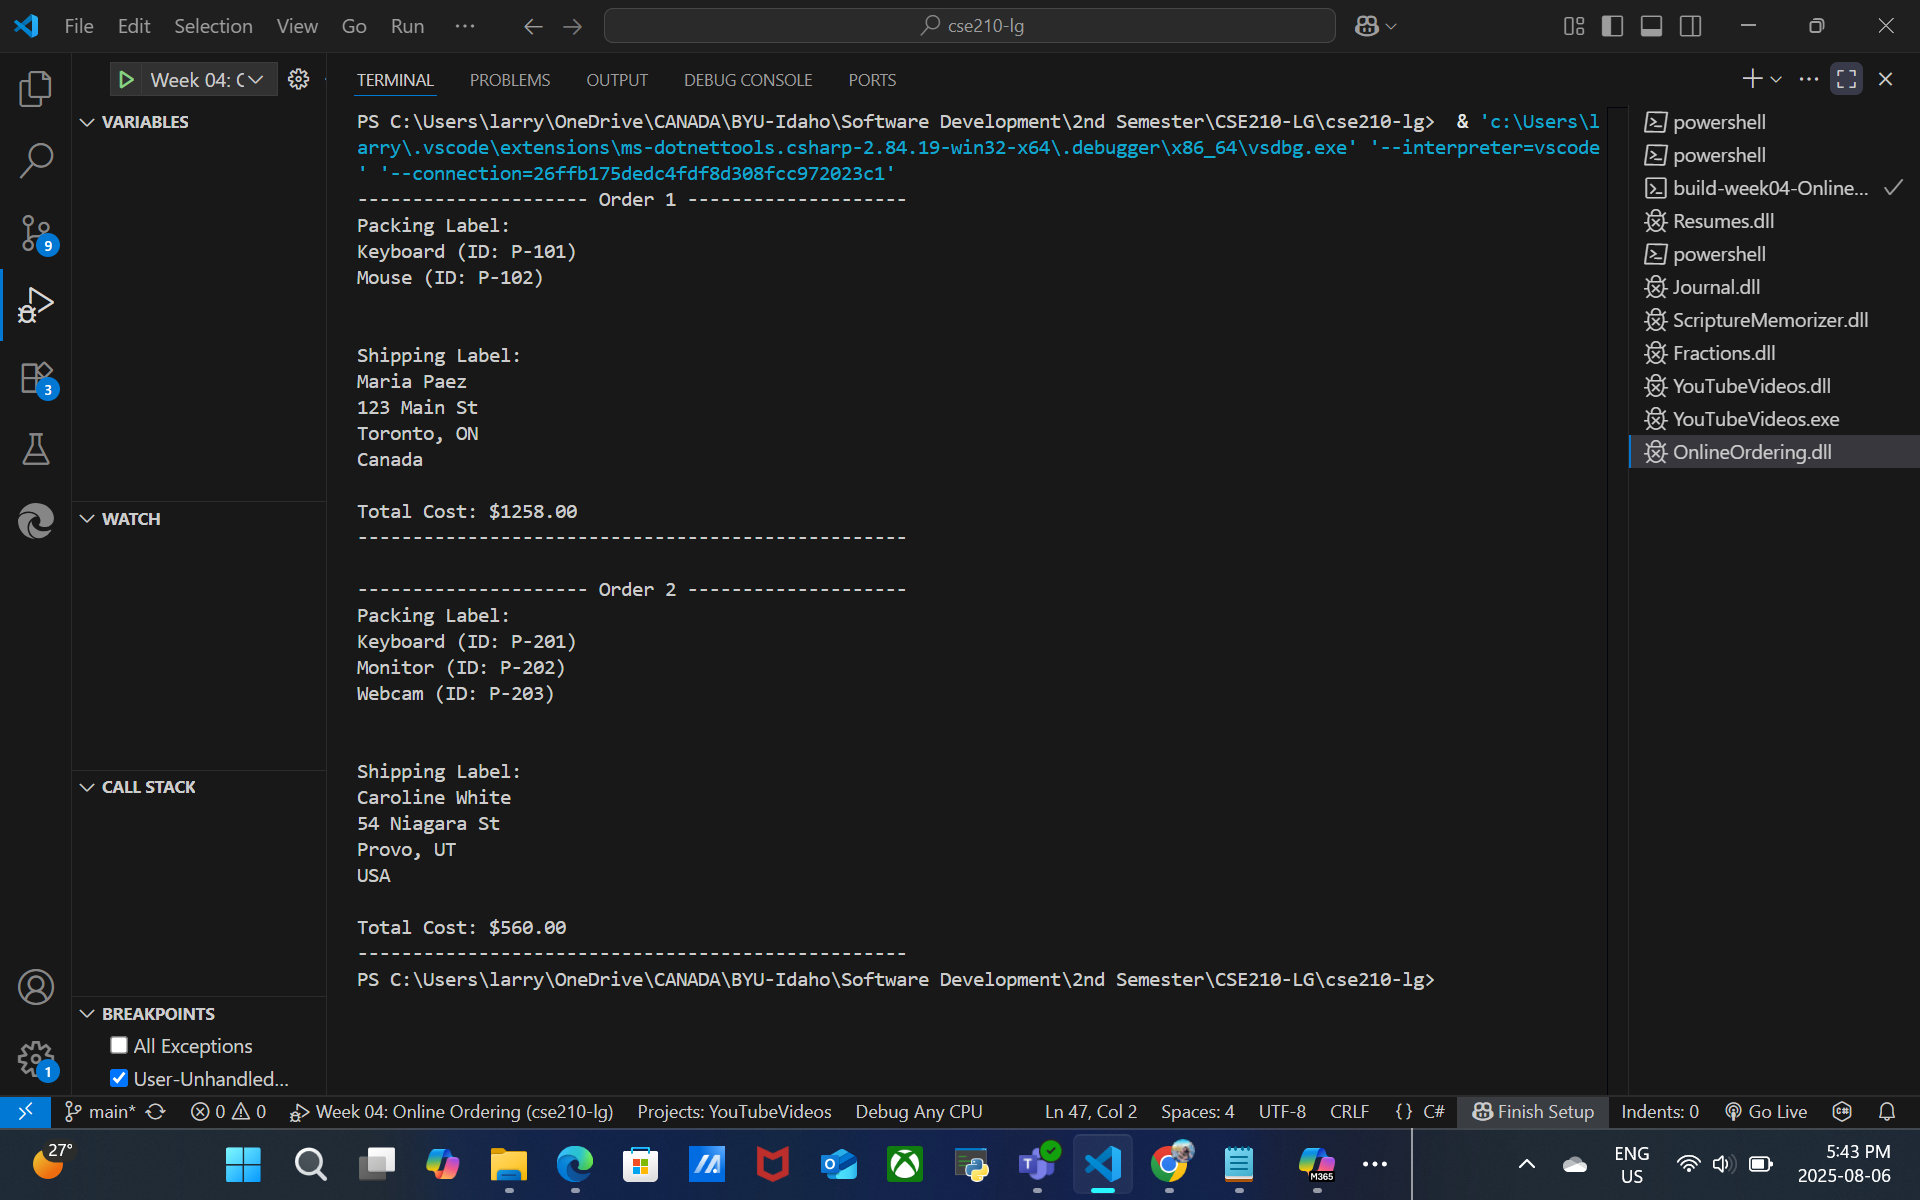 File Edit Selection View Go Run ··· cse210-lg
Week 04: C
TERMINAL PROBLEMS OUTPUT DEBUG CONSOLE PORTS
VARIABLES
WATCH
CALL STACK
BREAKPOINTS
All Exceptions
User-Unhandled...
9
3
1
PS C:\Users\larry\OneDrive\CANADA\BYU-Idaho\Software Development\2nd Semester\CSE210-LG\cse210-lg>  & 'c:\Users\l
arry\.vscode\extensions\ms-dotnettools.csharp-2.84.19-win32-x64\.debugger\x86_64\vsdbg.exe' '--interpreter=vscode
' '--connection=26ffb175dedc4fdf8d308fcc972023c1'
--------------------- Order 1 --------------------
Packing Label:
Keyboard (ID: P-101)
Mouse (ID: P-102)
Shipping Label:
Maria Paez
123 Main St
Toronto, ON
Canada
Total Cost: $1258.00
--------------------------------------------------
--------------------- Order 2 --------------------
Packing Label:
Keyboard (ID: P-201)
Monitor (ID: P-202)
Webcam (ID: P-203)
Shipping Label:
Caroline White
54 Niagara St
Provo, UT
USA
Total Cost: $560.00
--------------------------------------------------
PS C:\Users\larry\OneDrive\CANADA\BYU-Idaho\Software Development\2nd Semester\CSE210-LG\cse210-lg>
powershell
powershell
build-week04-Online...
Resumes.dll
powershell
Journal.dll
ScriptureMemorizer.dll
Fractions.dll
YouTubeVideos.dll
YouTubeVideos.exe
OnlineOrdering.dll
main* 0 0 Week 04: Online Ordering (cse210-lg) Projects: YouTubeVideos Debug Any CPU Ln 47, Col 2 Spaces: 4 UTF-8 CRLF {} C# Finish Setup Indents: 0 Go Live
27°
M365
ENG
US
5:43 PM
2025-08-06